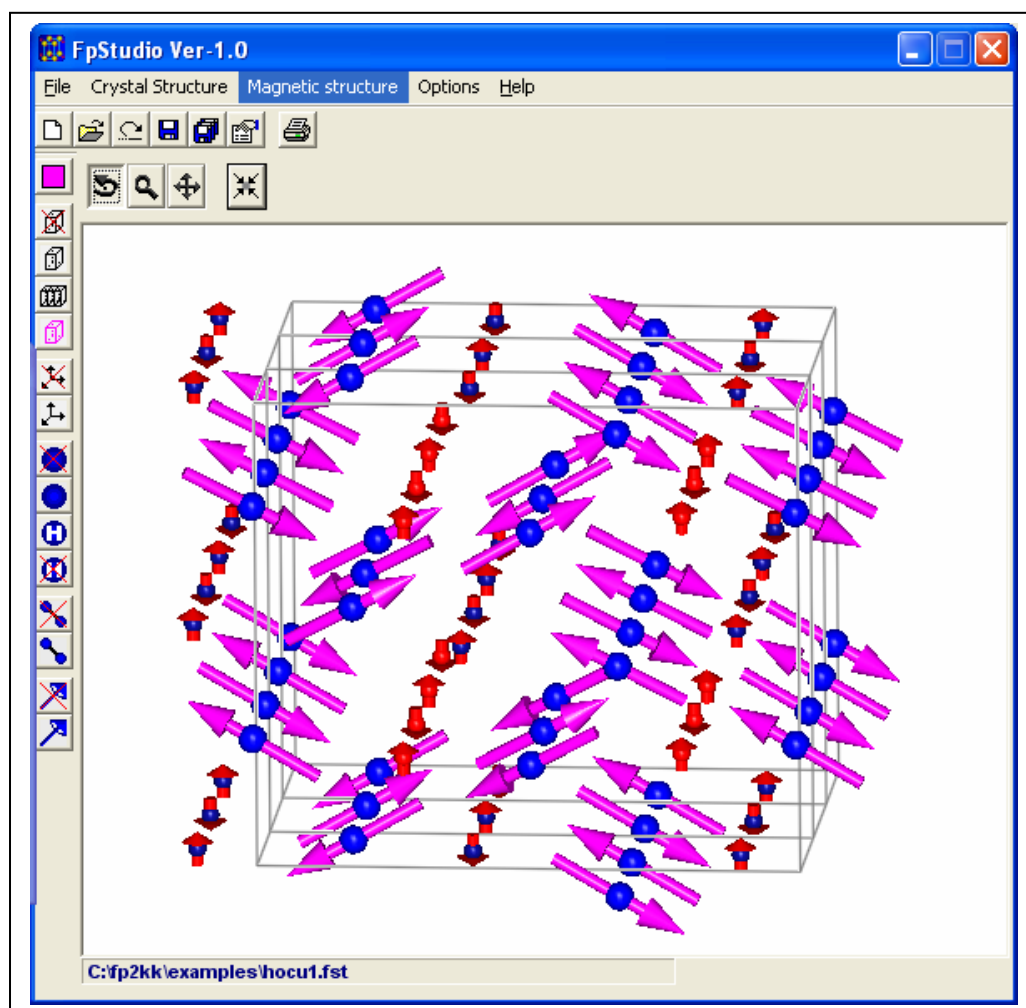 FpStudio Ver-1.0
File Crystal Structure Magnetic structure Options Help
H
C:\fp2kk\examples\hocu1.fst